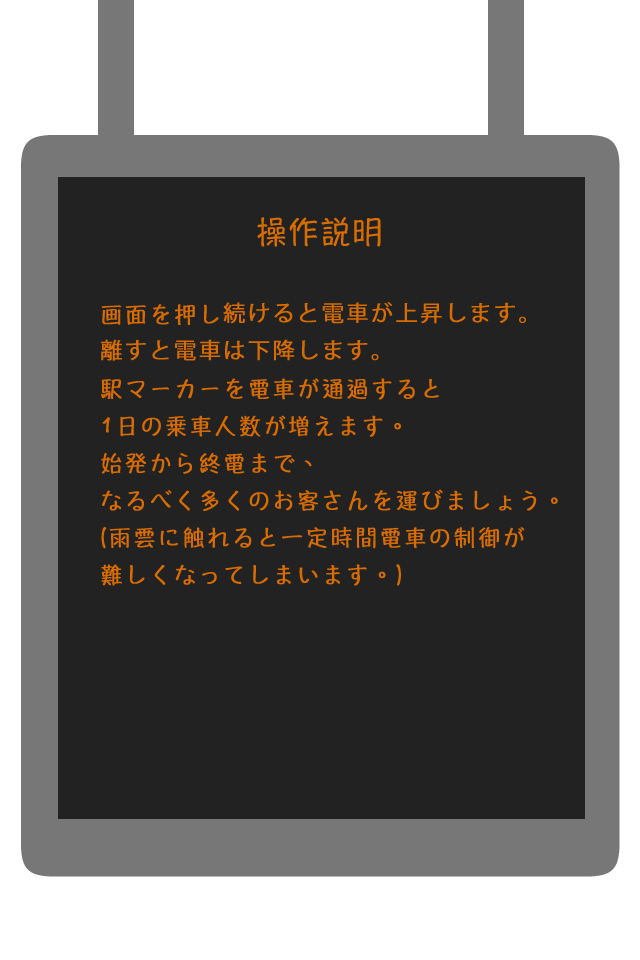 操作説明
画面を押し続けると電車が上昇します。
離すと電車は下降します。
駅マーカーを電車が通過すると
1日の乗車人数が増えます。
始発から終電まで、
なるべく多くのお客さんを運びましょう。
(雨雲に触れると一定時間電車の制御が
難しくなってしまいます。)